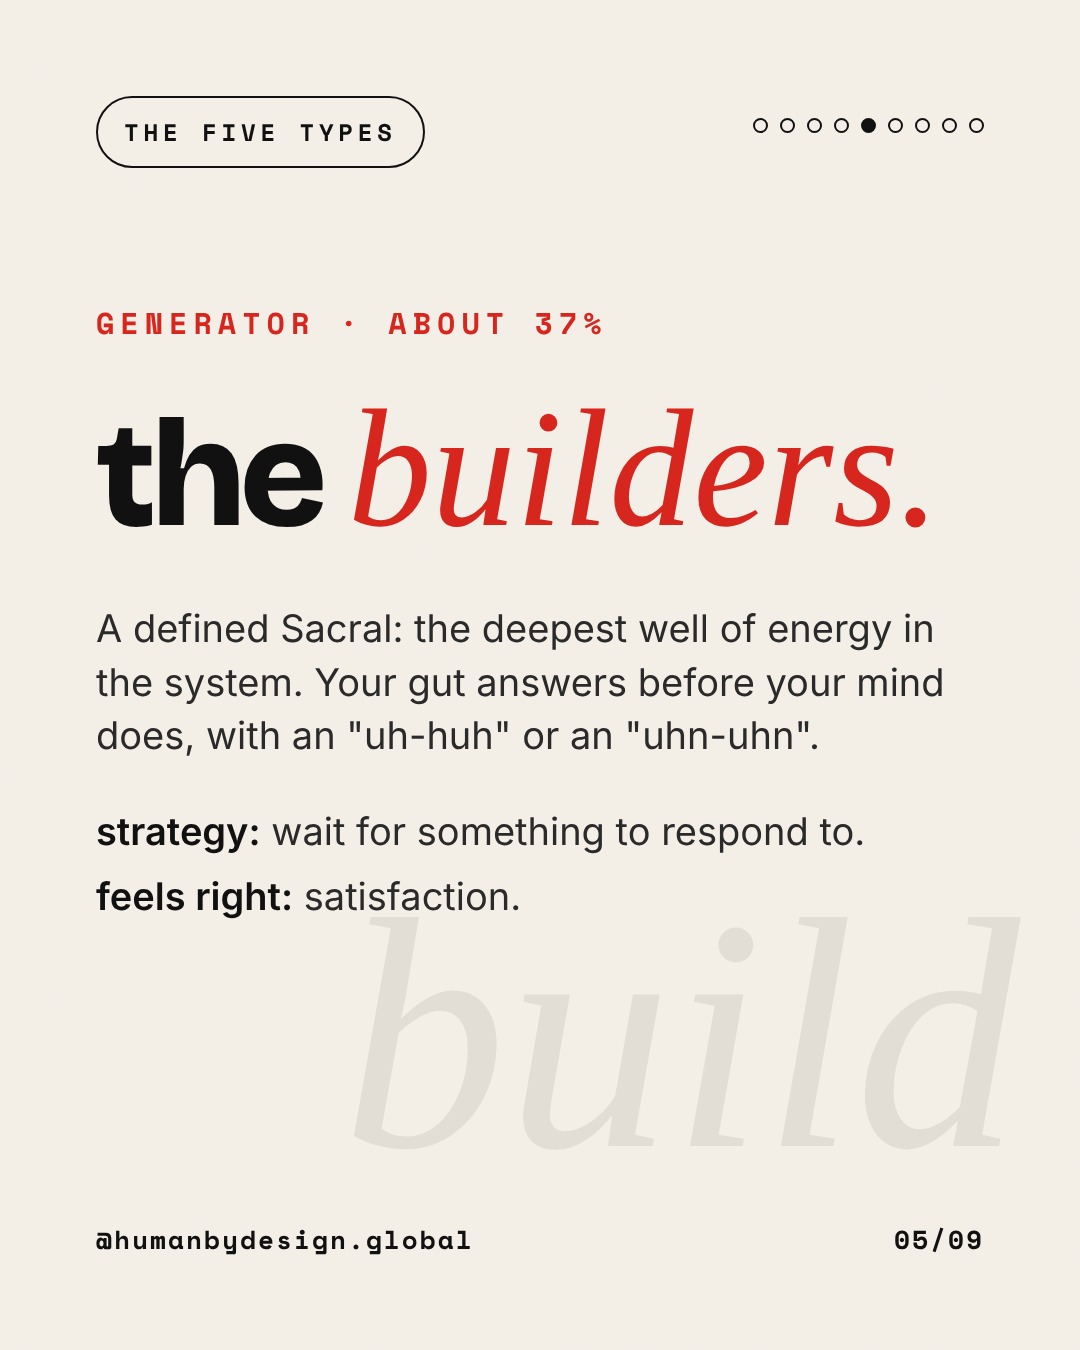 THE FIVE TYPES
GENERATOR · ABOUT 37%
the builders.
A defined Sacral: the deepest well of energy in
the system. Your gut answers before your mind
does, with an "uh-huh" or an "uhn-uhn".
strategy: wait for something to respond to.
feels right: satisfaction.
build
@humanbydesign.global
05/09